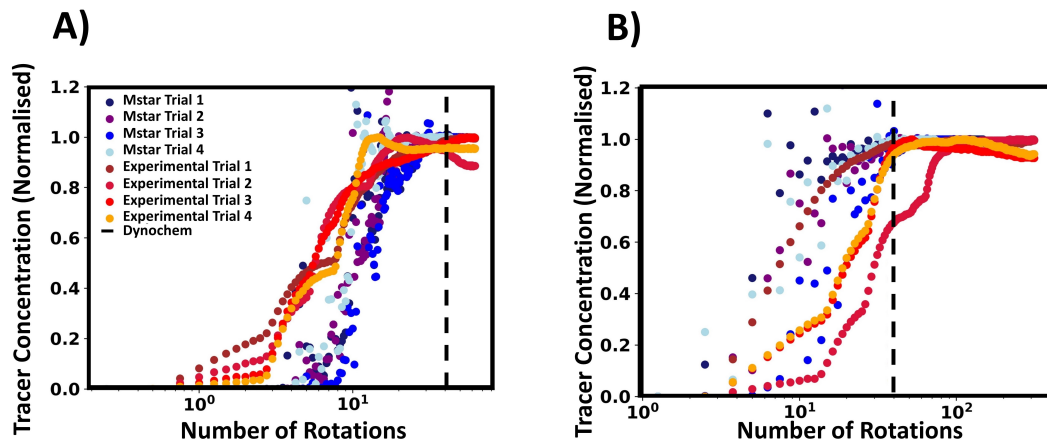 A)
B)
Tracer Concentration (Normalised)
1.2
1.0
0.8
0.6
0.4
0.2
0.0
Mstar Trial 1
Mstar Trial 2
Mstar Trial 3
Mstar Trial 4
Experimental Trial 1
Experimental Trial 2
Experimental Trial 3
Experimental Trial 4
Dynochem
10⁰
10¹
Number of Rotations
Tracer Concentration (Normalised)
1.2
1.0
0.8
0.6
0.4
0.2
0.0
10⁰
10¹
10²
Number of Rotations